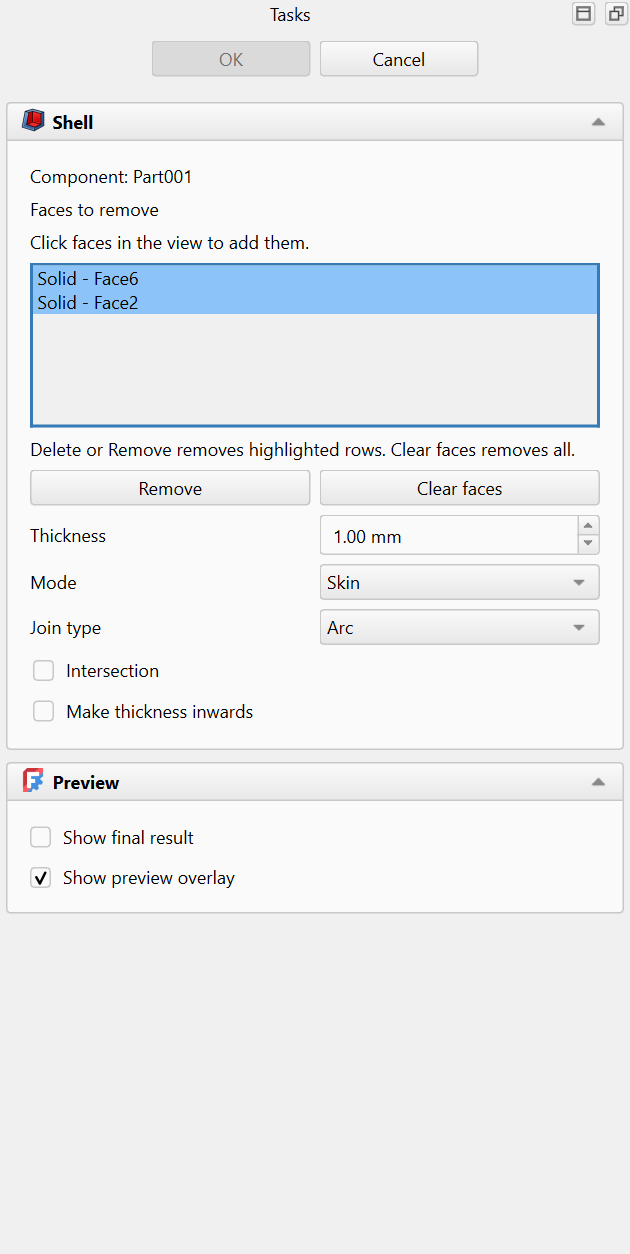 Tasks
OK Cancel
Shell
Component: Part001
Faces to remove
Click faces in the view to add them.
Solid - Face6
Solid - Face2
Delete or Remove removes highlighted rows. Clear faces removes all.
Remove Clear faces
Thickness 1.00 mm
Mode Skin
Join type Arc
Intersection
Make thickness inwards
Preview
Show final result
Show preview overlay